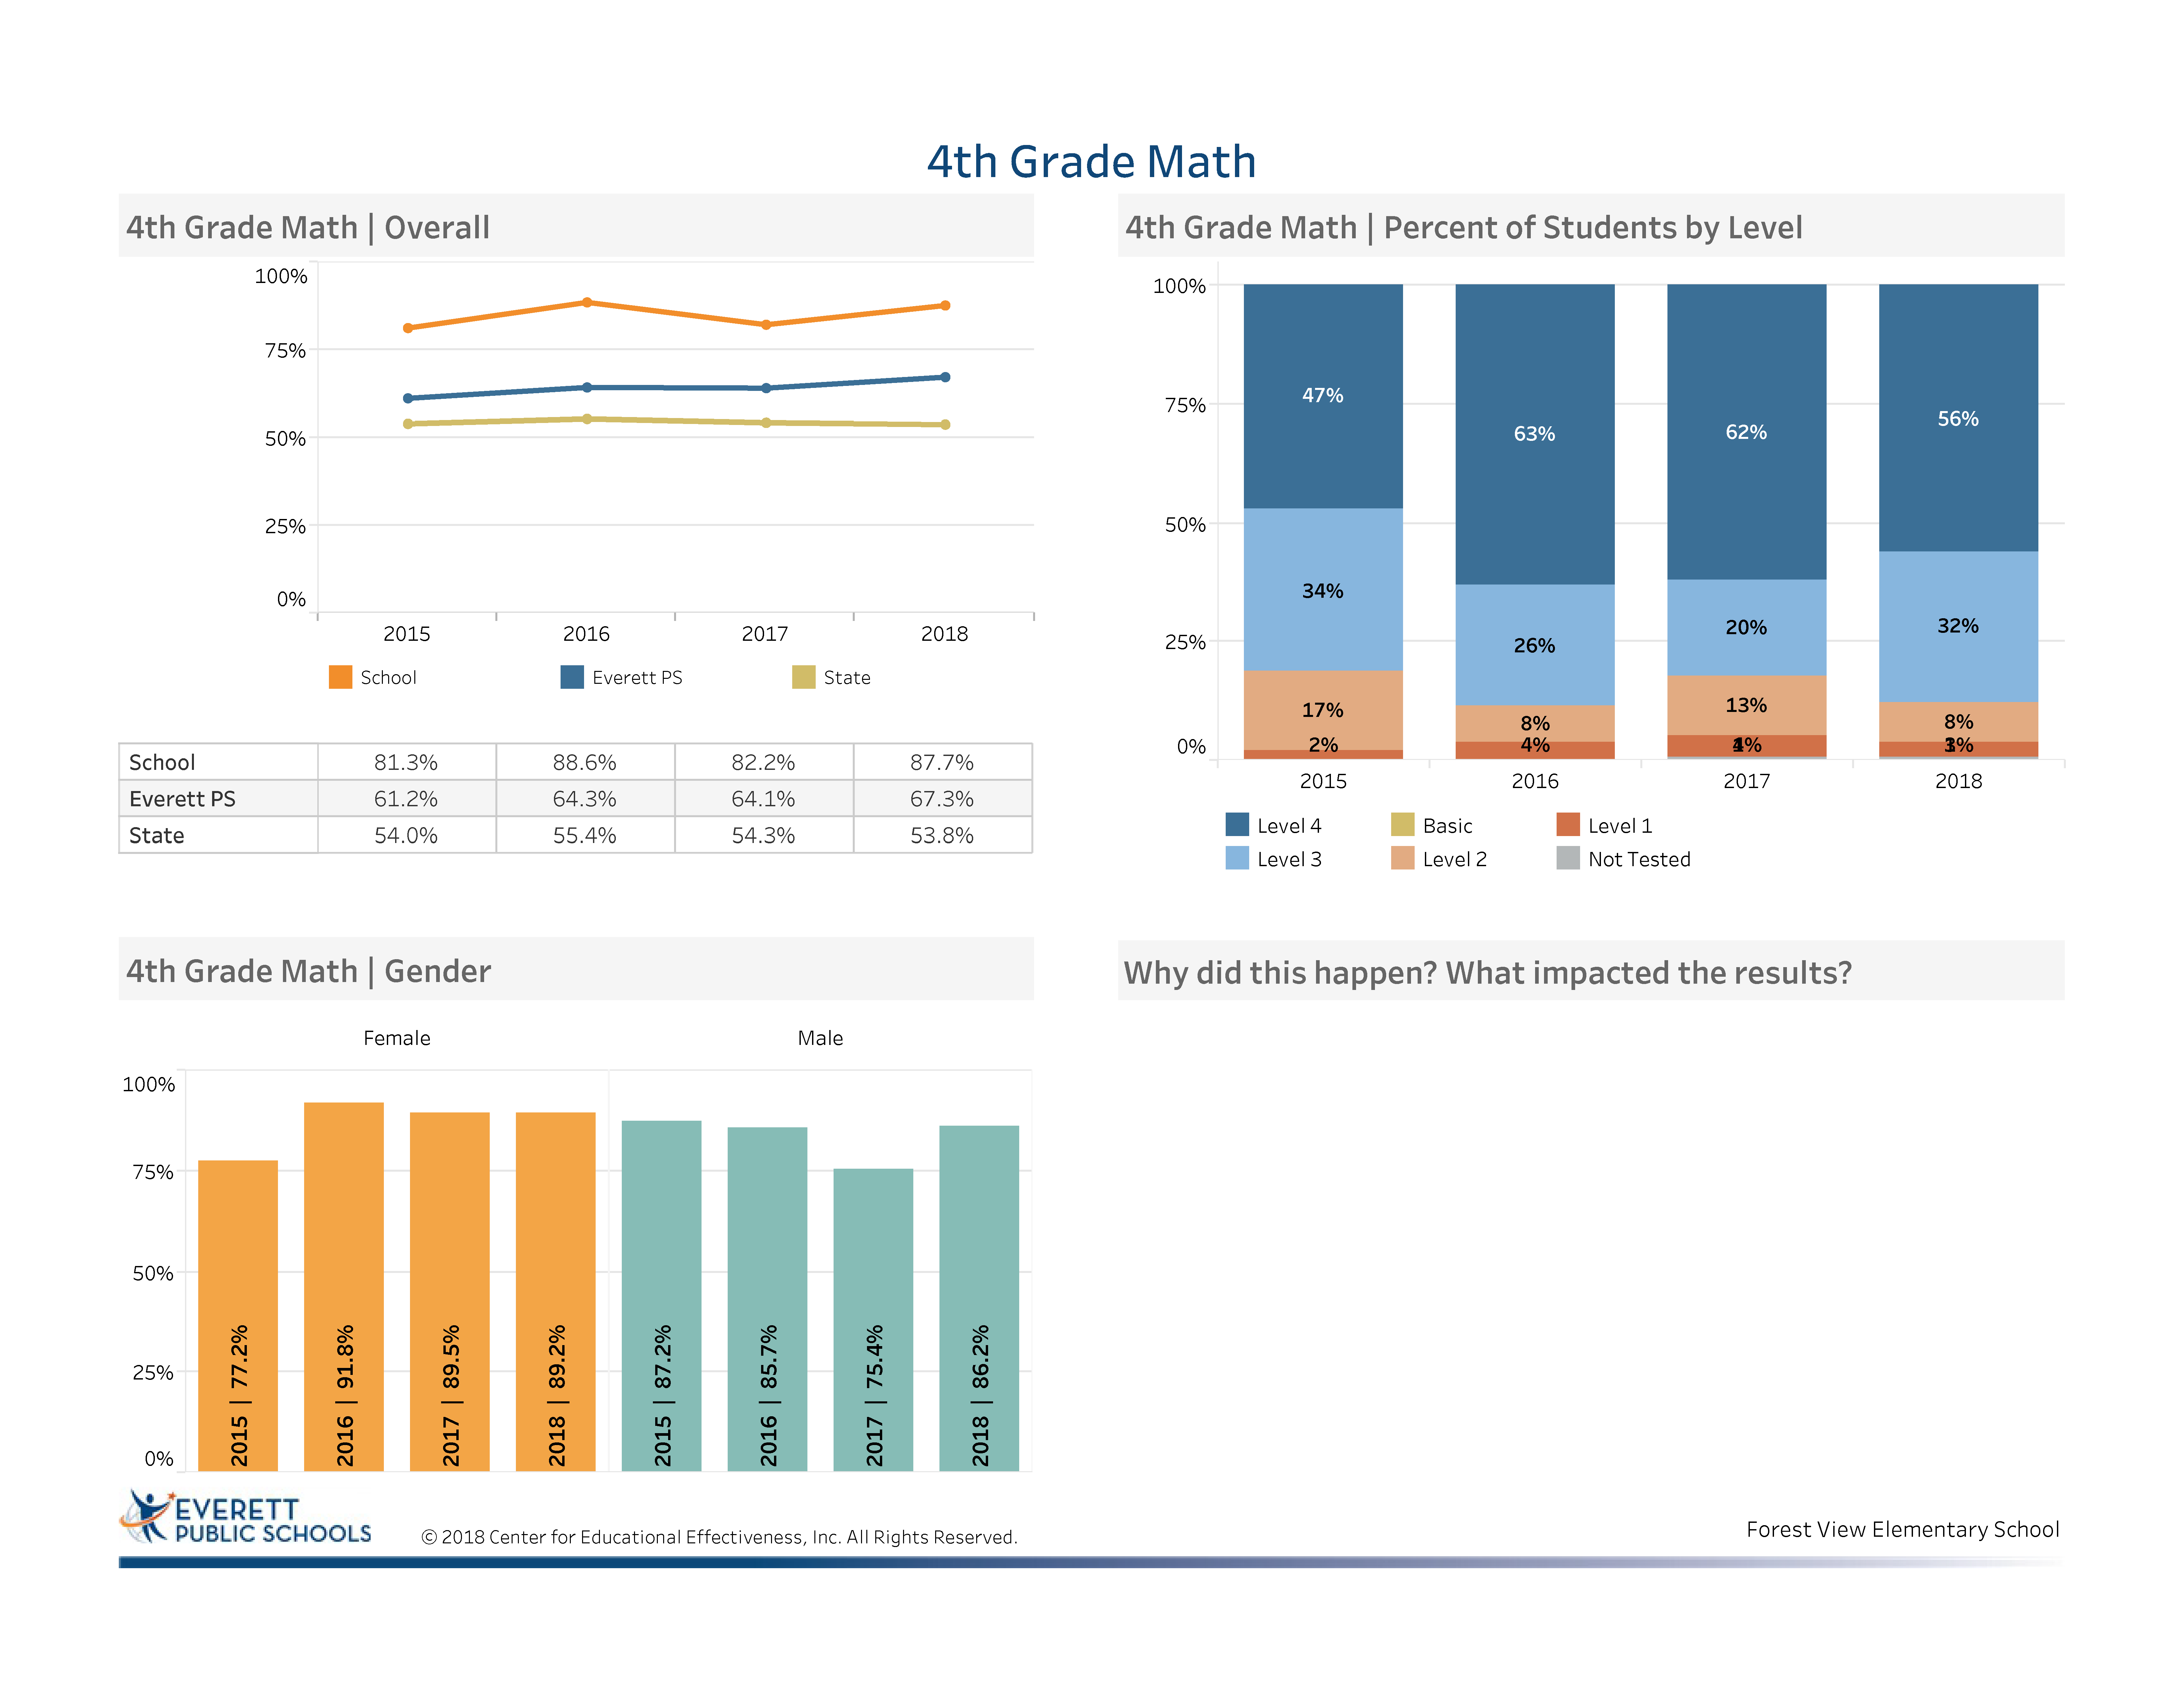 4th Grade Math
4th Grade Math | Overall
100%
75%
50%
25%
0%
2015 2016 2017 2018
School Everett PS State
School 81.3% 88.6% 82.2% 87.7%
Everett PS 61.2% 64.3% 64.1% 67.3%
State 54.0% 55.4% 54.3% 53.8%
4th Grade Math | Percent of Students by Level
100%
75%
50%
25%
0%
47% 63% 62% 56%
34% 26% 20% 32%
17% 8% 13% 8%
2% 4%
2015 2016 2017 2018
Level 4 Basic Level 1
Level 3 Level 2 Not Tested
4th Grade Math | Gender
Female Male
100%
75%
50%
25%
0%
2015 | 77.2%
2016 | 91.8%
2017 | 89.5%
2018 | 89.2%
2015 | 87.2%
2016 | 85.7%
2017 | 75.4%
2018 | 86.2%
Why did this happen? What impacted the results?
EVERETT
PUBLIC SCHOOLS
© 2018 Center for Educational Effectiveness, Inc. All Rights Reserved.
Forest View Elementary School